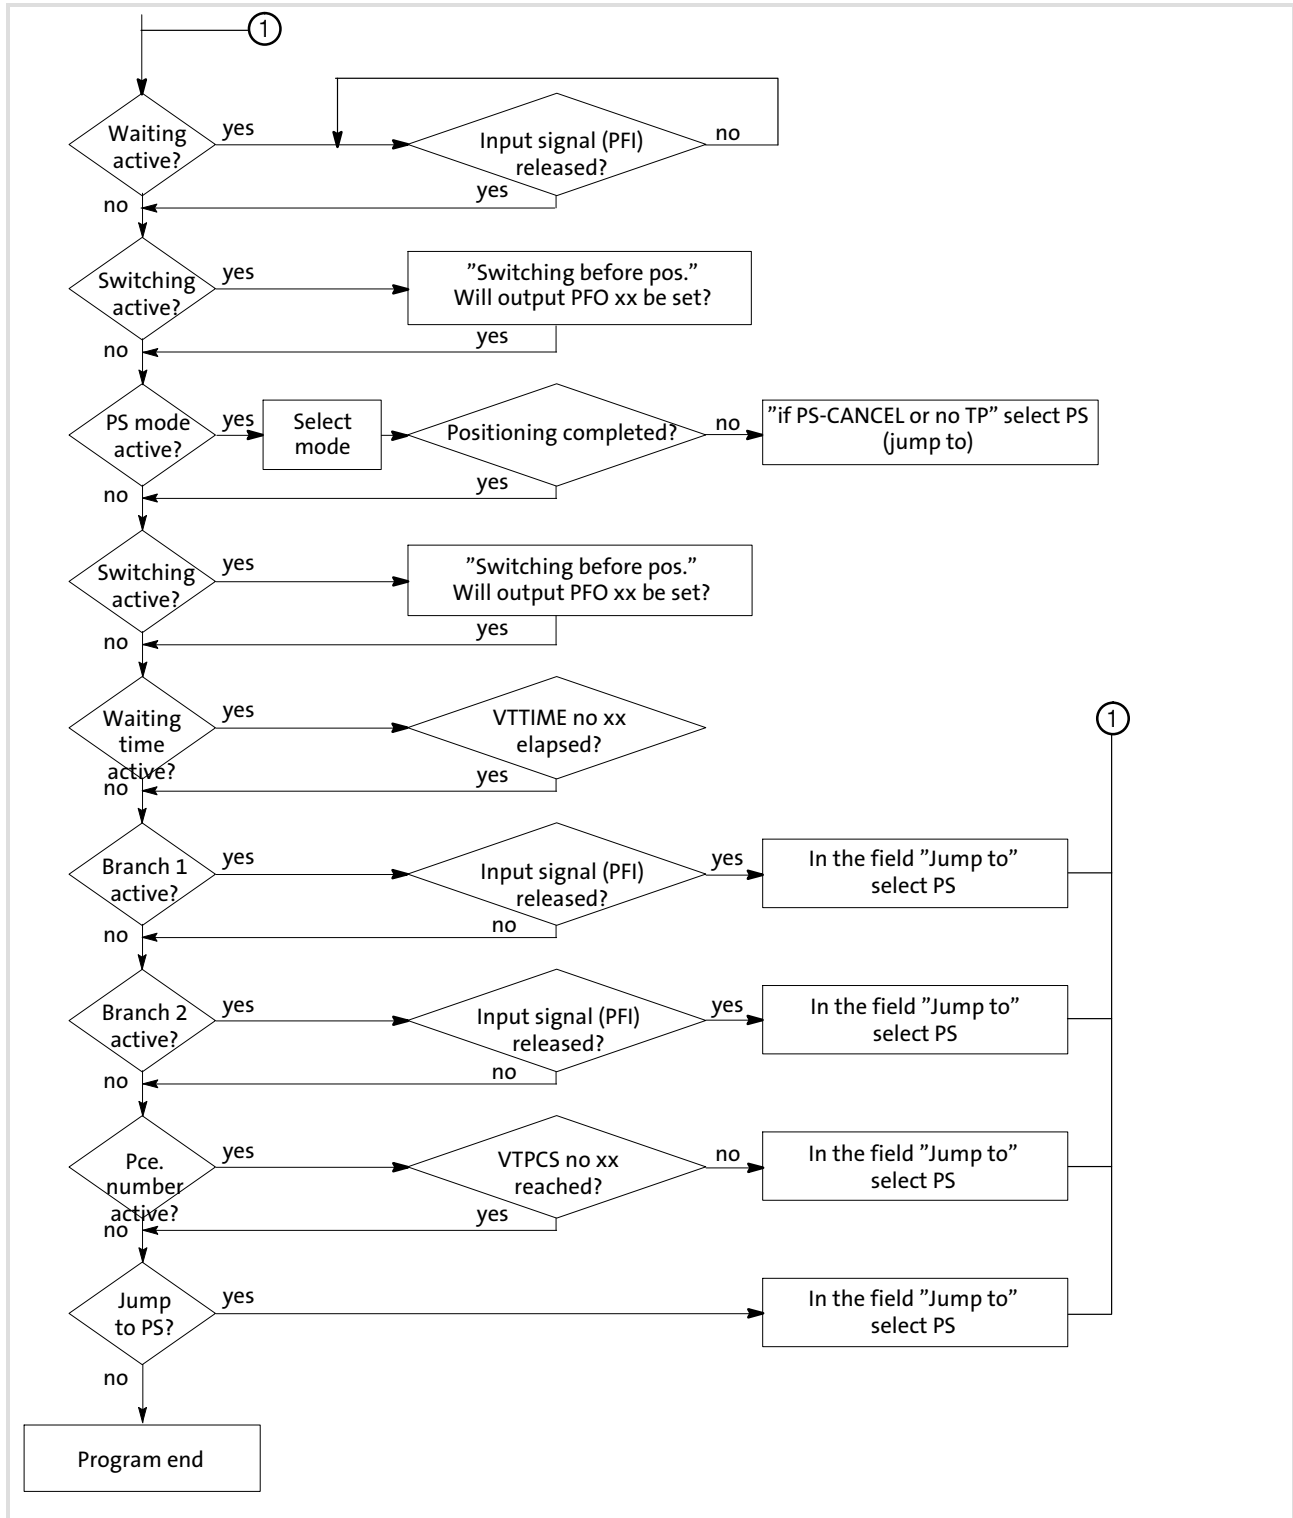 1
Waiting
active?
yes
Input signal (PFI)
released?
no
yes
no
Switching
active?
yes
”Switching before pos.”
Will output PFO xx be set?
yes
no
PS mode
active?
yes
Select
mode
Positioning completed?
no
”if PS-CANCEL or no TP” select PS
(jump to)
yes
no
Switching
active?
yes
”Switching before pos.”
Will output PFO xx be set?
yes
no
Waiting
time
active?
yes
VTTIME no xx
elapsed?
1
yes
no
Branch 1
active?
yes
Input signal (PFI)
released?
yes
In the field ”Jump to”
select PS
no
no
Branch 2
active?
yes
Input signal (PFI)
released?
yes
In the field ”Jump to”
select PS
no
no
Pce.
number
active?
yes
VTPCS no xx
reached?
no
In the field ”Jump to”
select PS
yes
no
Jump
to PS?
yes
In the field ”Jump to”
select PS
no
Program end